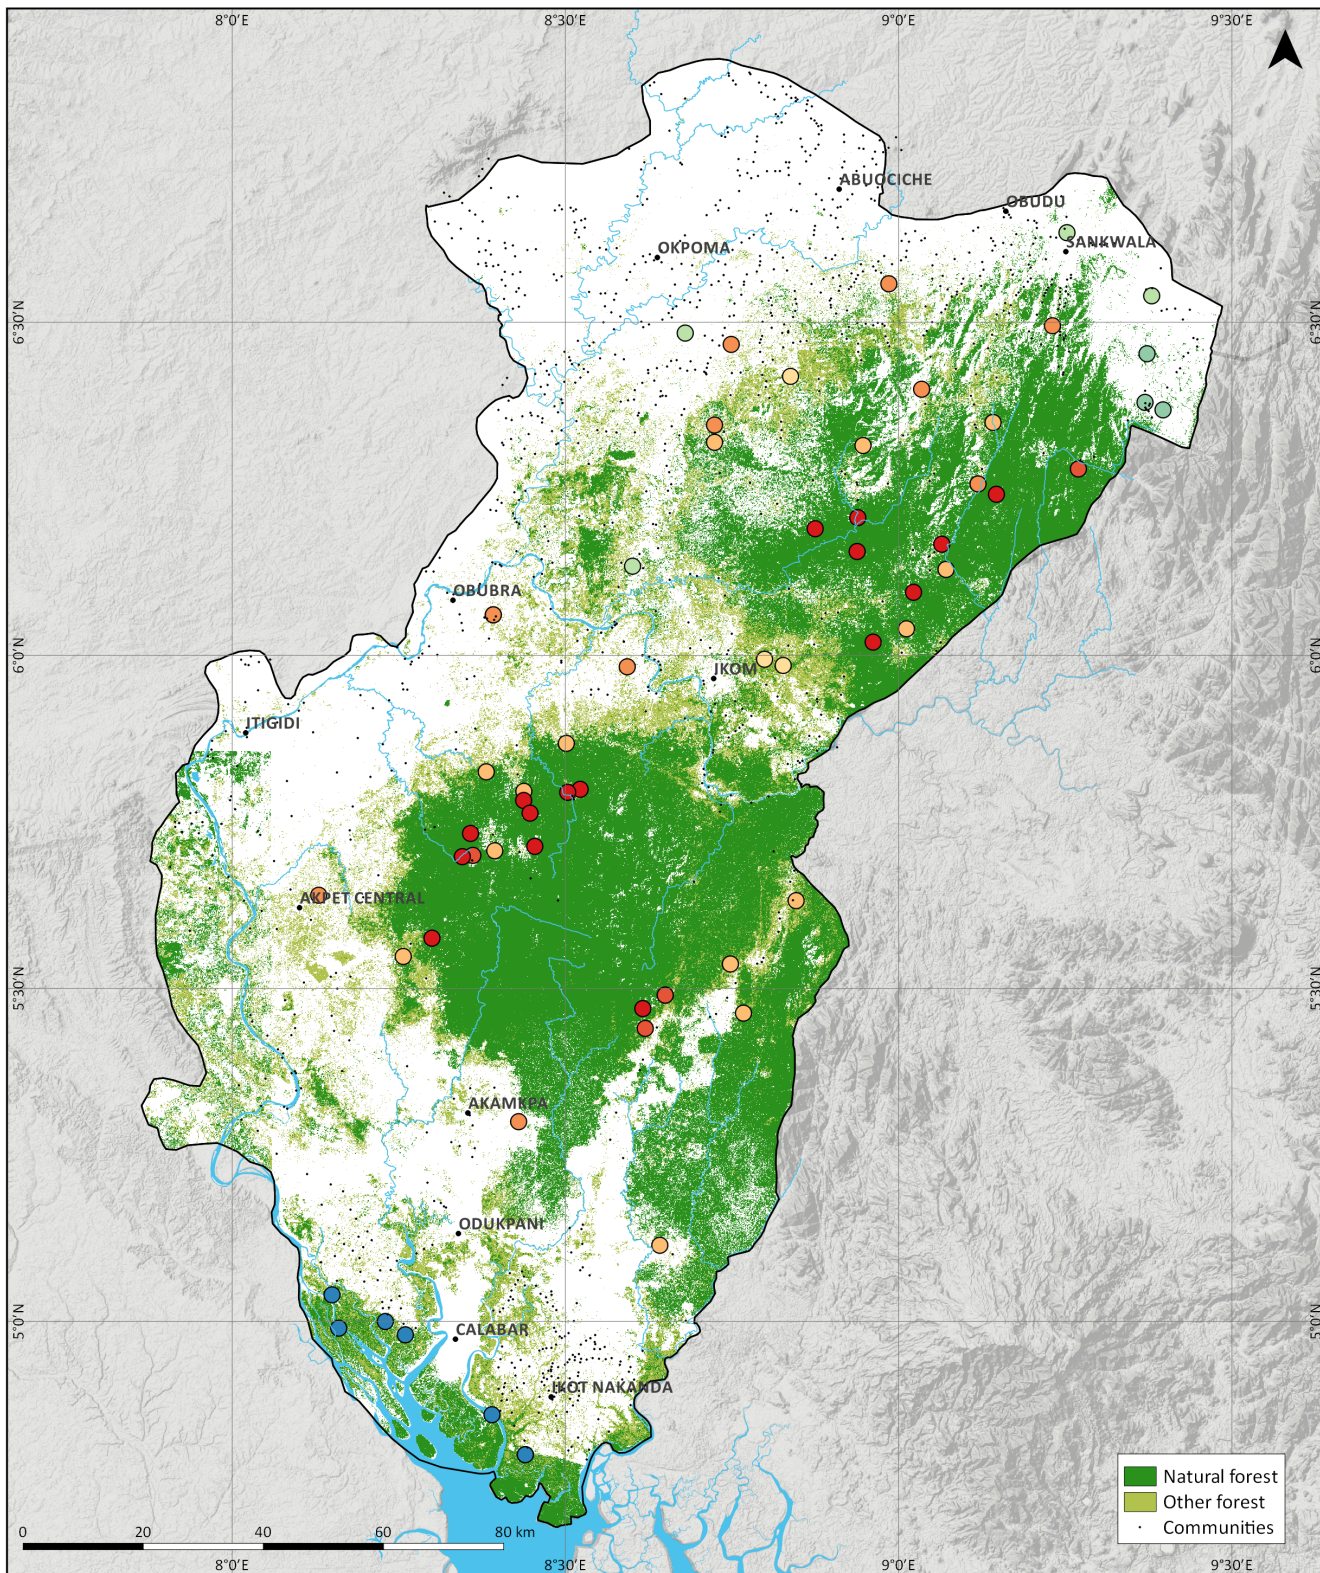 8°0′E
8°30′E
9°0′E
9°30′E
ABUOCICHE
OBUDU
SANKWALA
OKPOMA
6°30′N
6°30′N
OBUBRA
6°0′N
6°0′N
IKOM
ITIGIDI
AKPET CENTRAL
5°30′N
5°30′N
AKAMKPA
ODUKPANI
5°0′N
5°0′N
CALABAR
IKOT NAKANDA
Natural forest
Other forest
Communities
0 20 40 60 80 km
8°0′E
8°30′E
9°0′E
9°30′E